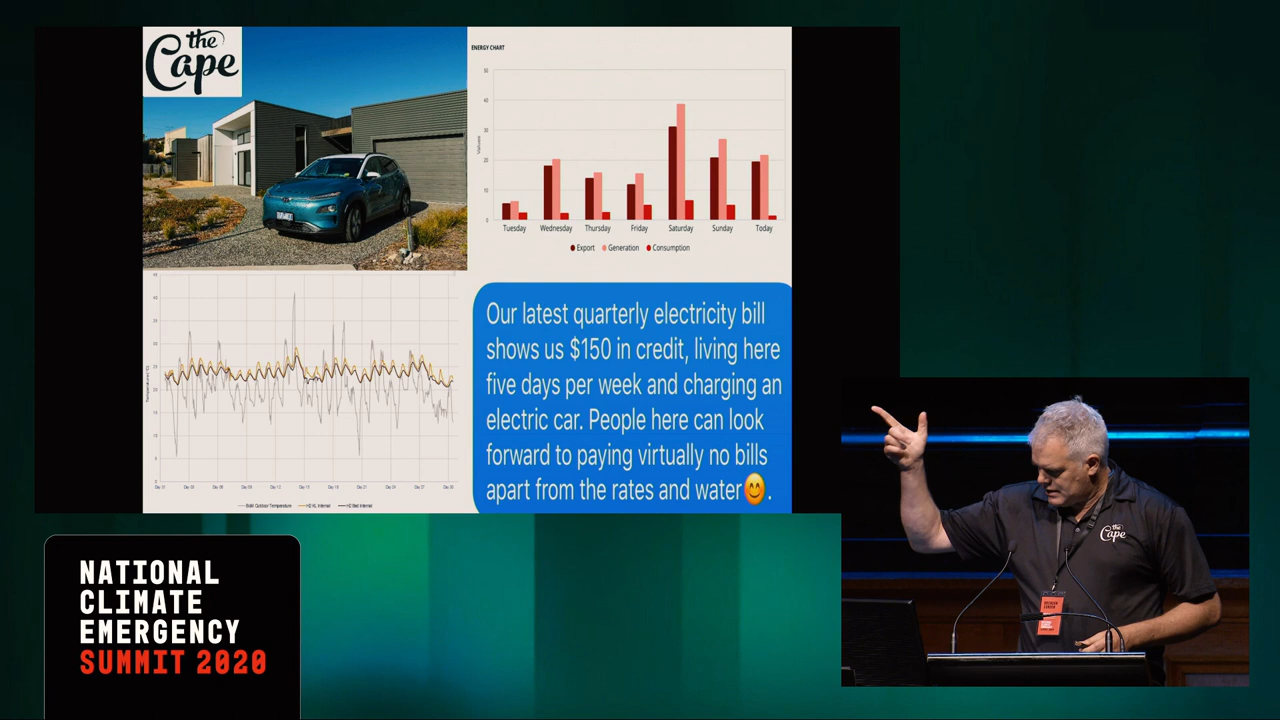 the
Cape
ENERGY CHART
50
40
30
20
10
0
Values
Tuesday
Wednesday
Thursday
Friday
Saturday
Sunday
Today
Export
Generation
Consumption
Temperature (°C)
Our latest quarterly electricity bill
shows us $150 in credit, living here
five days per week and charging an
electric car. People here can look
forward to paying virtually no bills
apart from the rates and water😊.
the
Cape
NATIONAL
CLIMATE
EMERGENCY
SUMMIT 2020